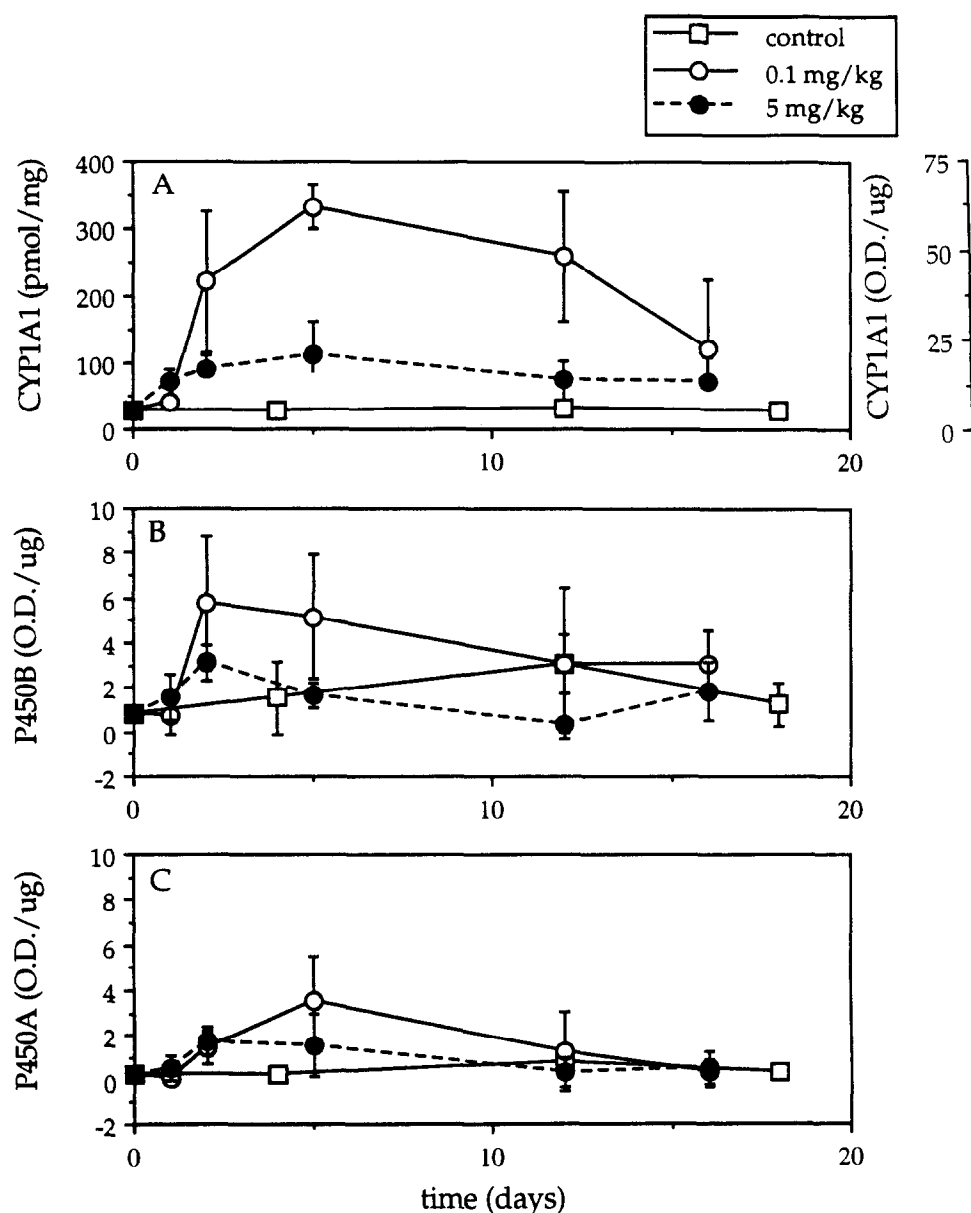 control
0.1 mg/kg
5 mg/kg
CYP1A1 (pmol/mg)
400
300
200
100
0
A
0
10
20
CYP1A1 (O.D./ug)
75
50
25
0
P450B (O.D./ug)
10
8
6
4
2
0
-2
B
0
10
20
P450A (O.D./ug)
10
8
6
4
2
0
-2
C
0
10
20
time (days)